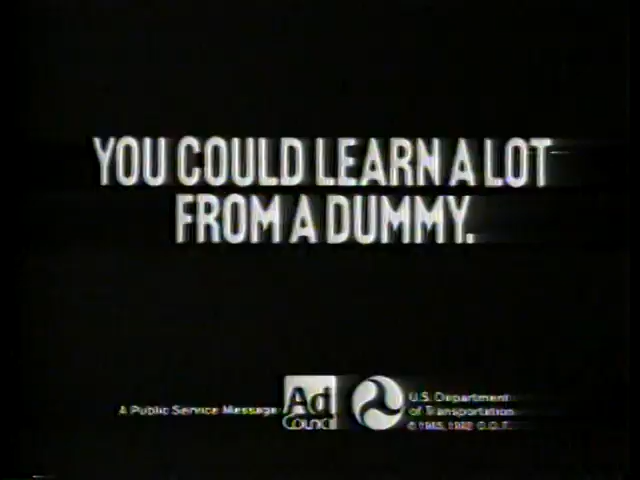 YOU COULD LEARN A LOT
FROM A DUMMY.
A Public Service Message
Ad
Council
U.S. Department
of Transportation
D.O.T.